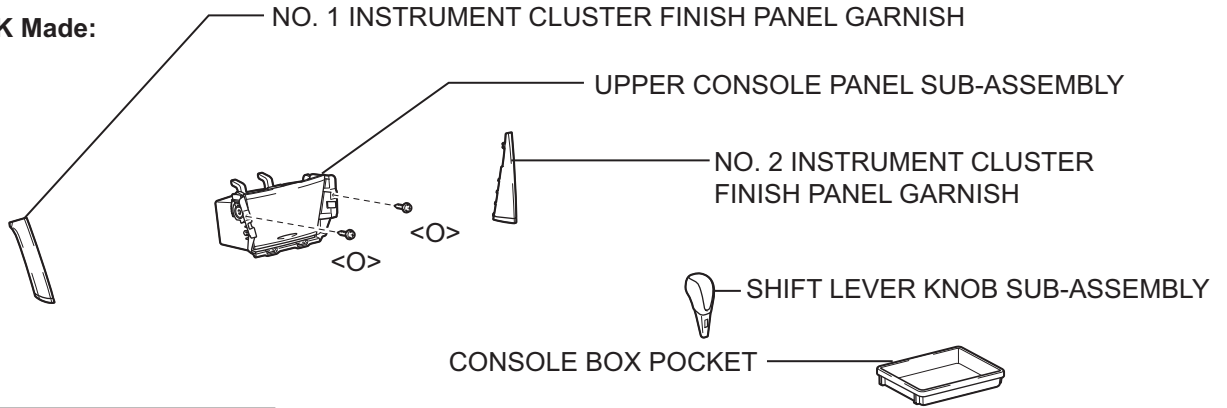 NO. 1 INSTRUMENT CLUSTER FINISH PANEL GARNISH
K Made:
UPPER CONSOLE PANEL SUB-ASSEMBLY
NO. 2 INSTRUMENT CLUSTER
FINISH PANEL GARNISH
<O>
<O>
SHIFT LEVER KNOB SUB-ASSEMBLY
CONSOLE BOX POCKET